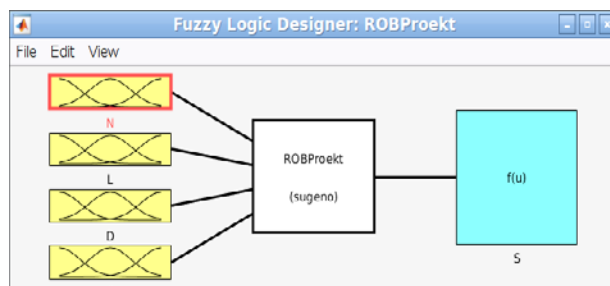 Fuzzy Logic Designer: ROBProekt
File Edit View
N
L
D
ROBProekt
(sugeno)
f(u)
S